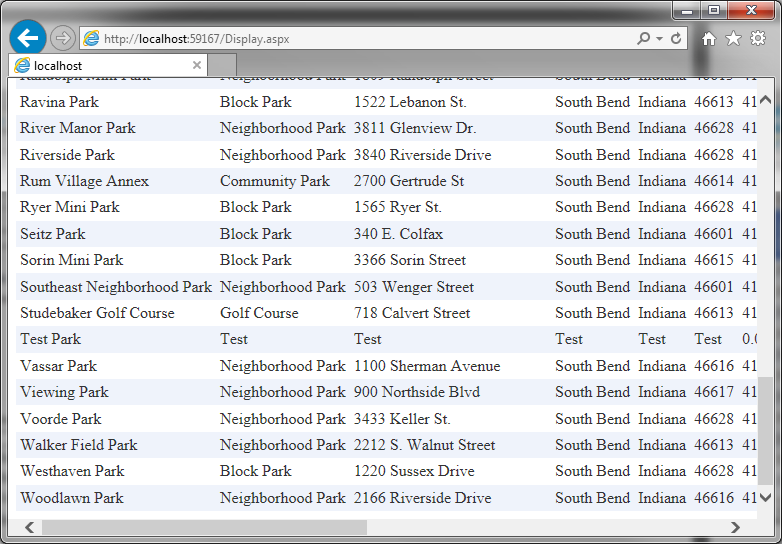 http://localhost:59167/Display.aspx
localhost
Ravina Park Block Park 1522 Lebanon St. South Bend Indiana 46613 41
River Manor Park Neighborhood Park 3811 Glenview Dr. South Bend Indiana 46628 41
Riverside Park Neighborhood Park 3840 Riverside Drive South Bend Indiana 46628 41
Rum Village Annex Community Park 2700 Gertrude St South Bend Indiana 46614 41
Ryer Mini Park Block Park 1565 Ryer St. South Bend Indiana 46628 41
Seitz Park Block Park 340 E. Colfax South Bend Indiana 46601 41
Sorin Mini Park Block Park 3366 Sorin Street South Bend Indiana 46615 41
Southeast Neighborhood Park Neighborhood Park 503 Wenger Street South Bend Indiana 46601 41
Studebaker Golf Course Golf Course 718 Calvert Street South Bend Indiana 46613 41
Test Park Test Test Test Test Test 0.0
Vassar Park Neighborhood Park 1100 Sherman Avenue South Bend Indiana 46616 41
Viewing Park Neighborhood Park 900 Northside Blvd South Bend Indiana 46617 41
Voorde Park Neighborhood Park 3433 Keller St. South Bend Indiana 46628 41
Walker Field Park Neighborhood Park 2212 S. Walnut Street South Bend Indiana 46613 41
Westhaven Park Block Park 1220 Sussex Drive South Bend Indiana 46628 41
Woodlawn Park Neighborhood Park 2166 Riverside Drive South Bend Indiana 46616 41